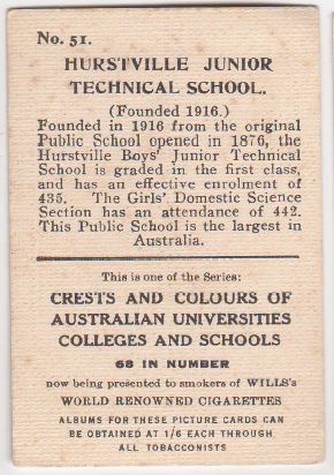 No. 51.
HURSTVILLE JUNIOR
TECHNICAL SCHOOL.
(Founded 1916.)
Founded in 1916 from the original
Public School opened in 1876, the
Hurstville Boys' Junior Technical
School is graded in the first class,
and has an effective enrolment of
435. The Girls' Domestic Science
Section has an attendance of 442.
This Public School is the largest in
Australia.
This is one of the Series:
CRESTS AND COLOURS OF
AUSTRALIAN UNIVERSITIES
COLLEGES AND SCHOOLS
68 IN NUMBER
now being presented to smokers of WILLS's
WORLD RENOWNED CIGARETTES
ALBUMS FOR THESE PICTURE CARDS CAN
BE OBTAINED AT 1/6 EACH THROUGH
ALL TOBACCONISTS